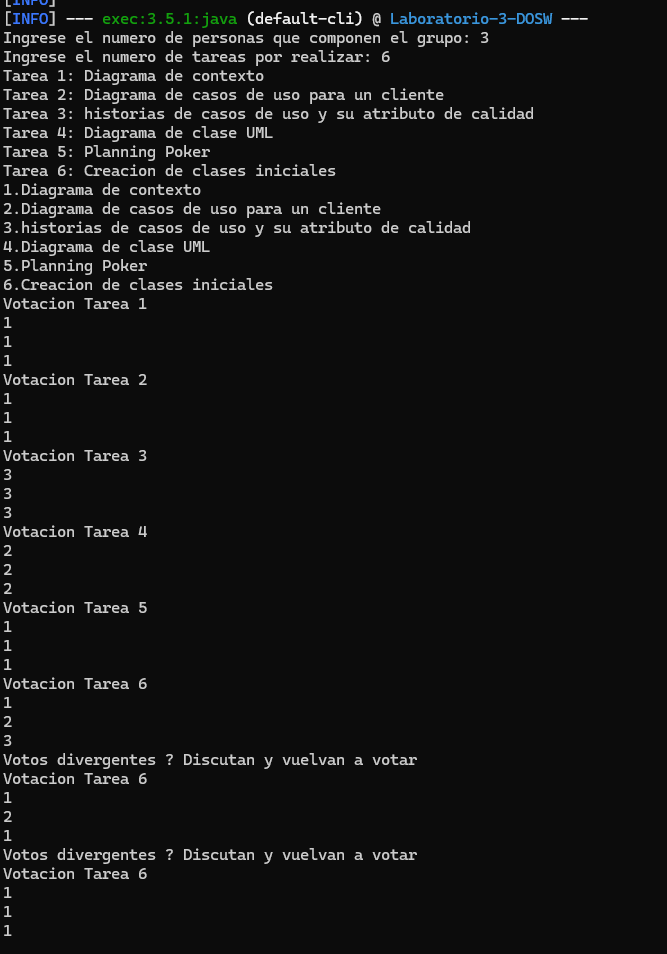 [INFO]
[INFO] --- exec:3.5.1:java (default-cli) @ Laboratorio-3-DOSW ---
Ingrese el numero de personas que componen el grupo: 3
Ingrese el numero de tareas por realizar: 6
Tarea 1: Diagrama de contexto
Tarea 2: Diagrama de casos de uso para un cliente
Tarea 3: historias de casos de uso y su atributo de calidad
Tarea 4: Diagrama de clase UML
Tarea 5: Planning Poker
Tarea 6: Creacion de clases iniciales
1.Diagrama de contexto
2.Diagrama de casos de uso para un cliente
3.historias de casos de uso y su atributo de calidad
4.Diagrama de clase UML
5.Planning Poker
6.Creacion de clases iniciales
Votacion Tarea 1
1
1
1
Votacion Tarea 2
1
1
1
Votacion Tarea 3
3
3
3
Votacion Tarea 4
2
2
2
Votacion Tarea 5
1
1
1
Votacion Tarea 6
1
2
3
Votos divergentes ? Discutan y vuelvan a votar
Votacion Tarea 6
1
2
1
Votos divergentes ? Discutan y vuelvan a votar
Votacion Tarea 6
1
1
1